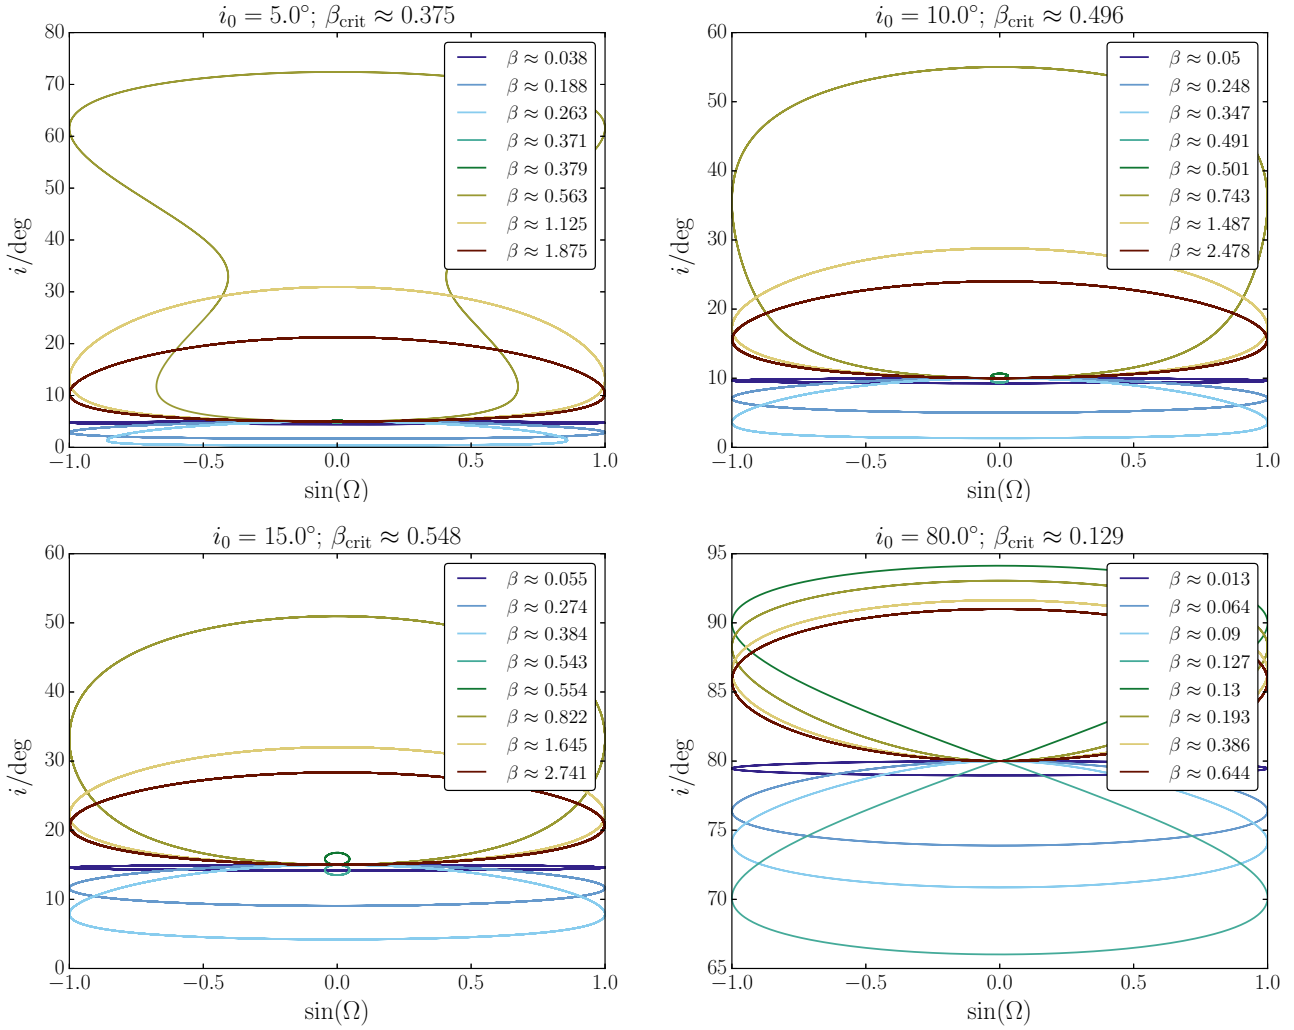 i₀ = 5.0°; β_crit ≈ 0.375
80
70
60
50
40
30
20
10
0
i/deg
−1.0 −0.5 0.0 0.5 1.0
sin(Ω)
β ≈ 0.038
β ≈ 0.188
β ≈ 0.263
β ≈ 0.371
β ≈ 0.379
β ≈ 0.563
β ≈ 1.125
β ≈ 1.875
i₀ = 10.0°; β_crit ≈ 0.496
60
50
40
30
20
10
0
i/deg
−1.0 −0.5 0.0 0.5 1.0
sin(Ω)
β ≈ 0.05
β ≈ 0.248
β ≈ 0.347
β ≈ 0.491
β ≈ 0.501
β ≈ 0.743
β ≈ 1.487
β ≈ 2.478
i₀ = 15.0°; β_crit ≈ 0.548
60
50
40
30
20
10
0
i/deg
−1.0 −0.5 0.0 0.5 1.0
sin(Ω)
β ≈ 0.055
β ≈ 0.274
β ≈ 0.384
β ≈ 0.543
β ≈ 0.554
β ≈ 0.822
β ≈ 1.645
β ≈ 2.741
i₀ = 80.0°; β_crit ≈ 0.129
95
90
85
80
75
70
65
i/deg
−1.0 −0.5 0.0 0.5 1.0
sin(Ω)
β ≈ 0.013
β ≈ 0.064
β ≈ 0.09
β ≈ 0.127
β ≈ 0.13
β ≈ 0.193
β ≈ 0.386
β ≈ 0.644